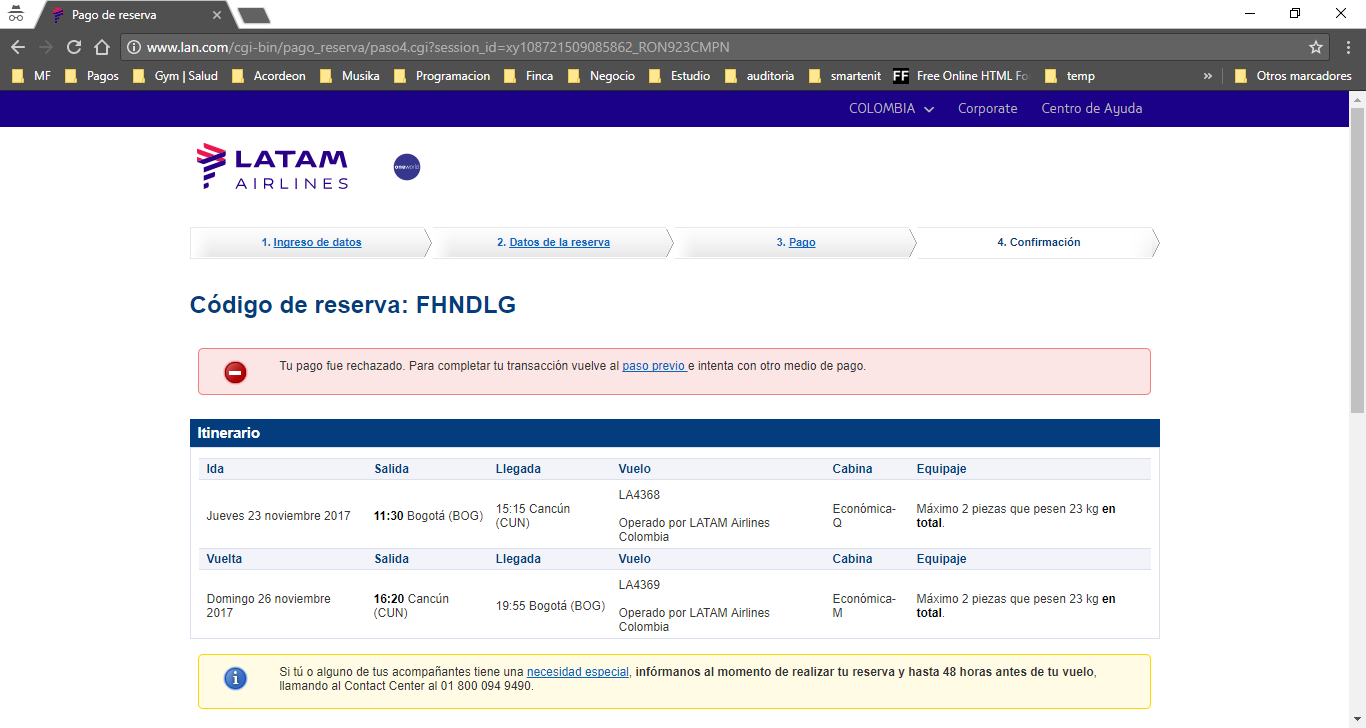 Pago de reserva
www.lan.com/cgi-bin/pago_reserva/paso4.cgi?session_id=xy108721509085862_RON923CMPN
MF Pagos Gym | Salud Acordeon Musika Programacion Finca Negocio Estudio auditoria smartenit FF Free Online HTML Fo temp » Otros marcadores
COLOMBIA Corporate Centro de Ayuda
LATAM
AIRLINES
oneworld
1. Ingreso de datos 2. Datos de la reserva 3. Pago 4. Confirmación
Código de reserva: FHNDLG
Tu pago fue rechazado. Para completar tu transacción vuelve al paso previo e intenta con otro medio de pago.
Itinerario
Ida Salida Llegada Vuelo Cabina Equipaje
Jueves 23 noviembre 2017
11:30 Bogotá (BOG)
15:15 Cancún
(CUN)
LA4368
Operado por LATAM Airlines
Colombia
Económica-
Q
Máximo 2 piezas que pesen 23 kg en
total.
Vuelta Salida Llegada Vuelo Cabina Equipaje
Domingo 26 noviembre
2017
16:20 Cancún
(CUN)
19:55 Bogotá (BOG)
LA4369
Operado por LATAM Airlines
Colombia
Económica-
M
Máximo 2 piezas que pesen 23 kg en
total.
Si tú o alguno de tus acompañantes tiene una necesidad especial, infórmanos al momento de realizar tu reserva y hasta 48 horas antes de tu vuelo,
llamando al Contact Center al 01 800 094 9490.